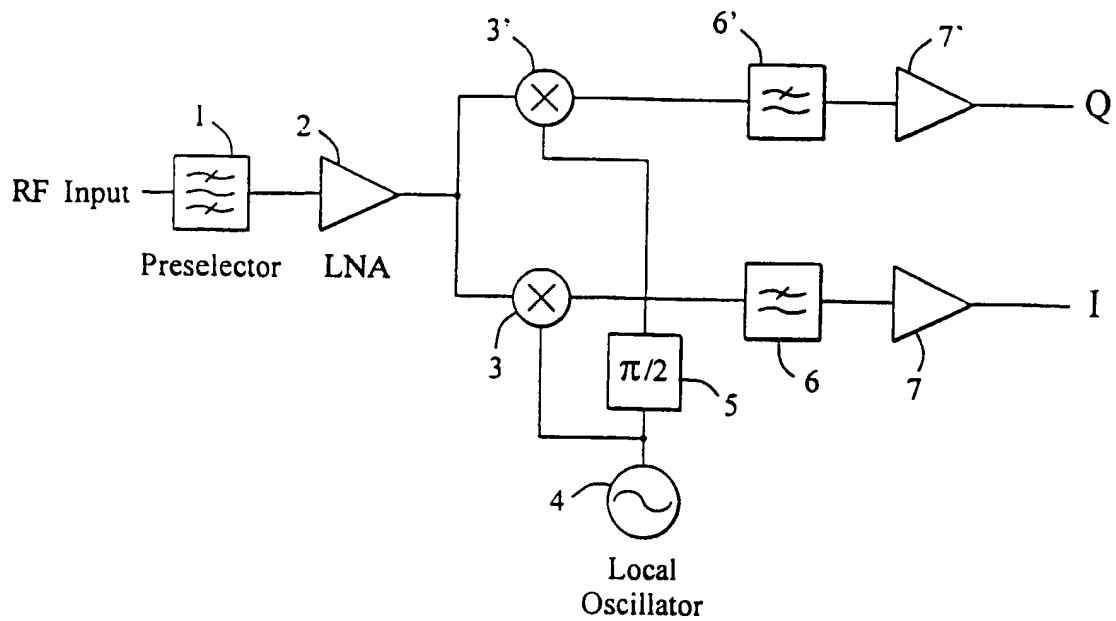 3'
6'
7'
Q
1
2
RF Input
Preselector
LNA
3
π/2
5
6
7
I
4
Local
Oscillator